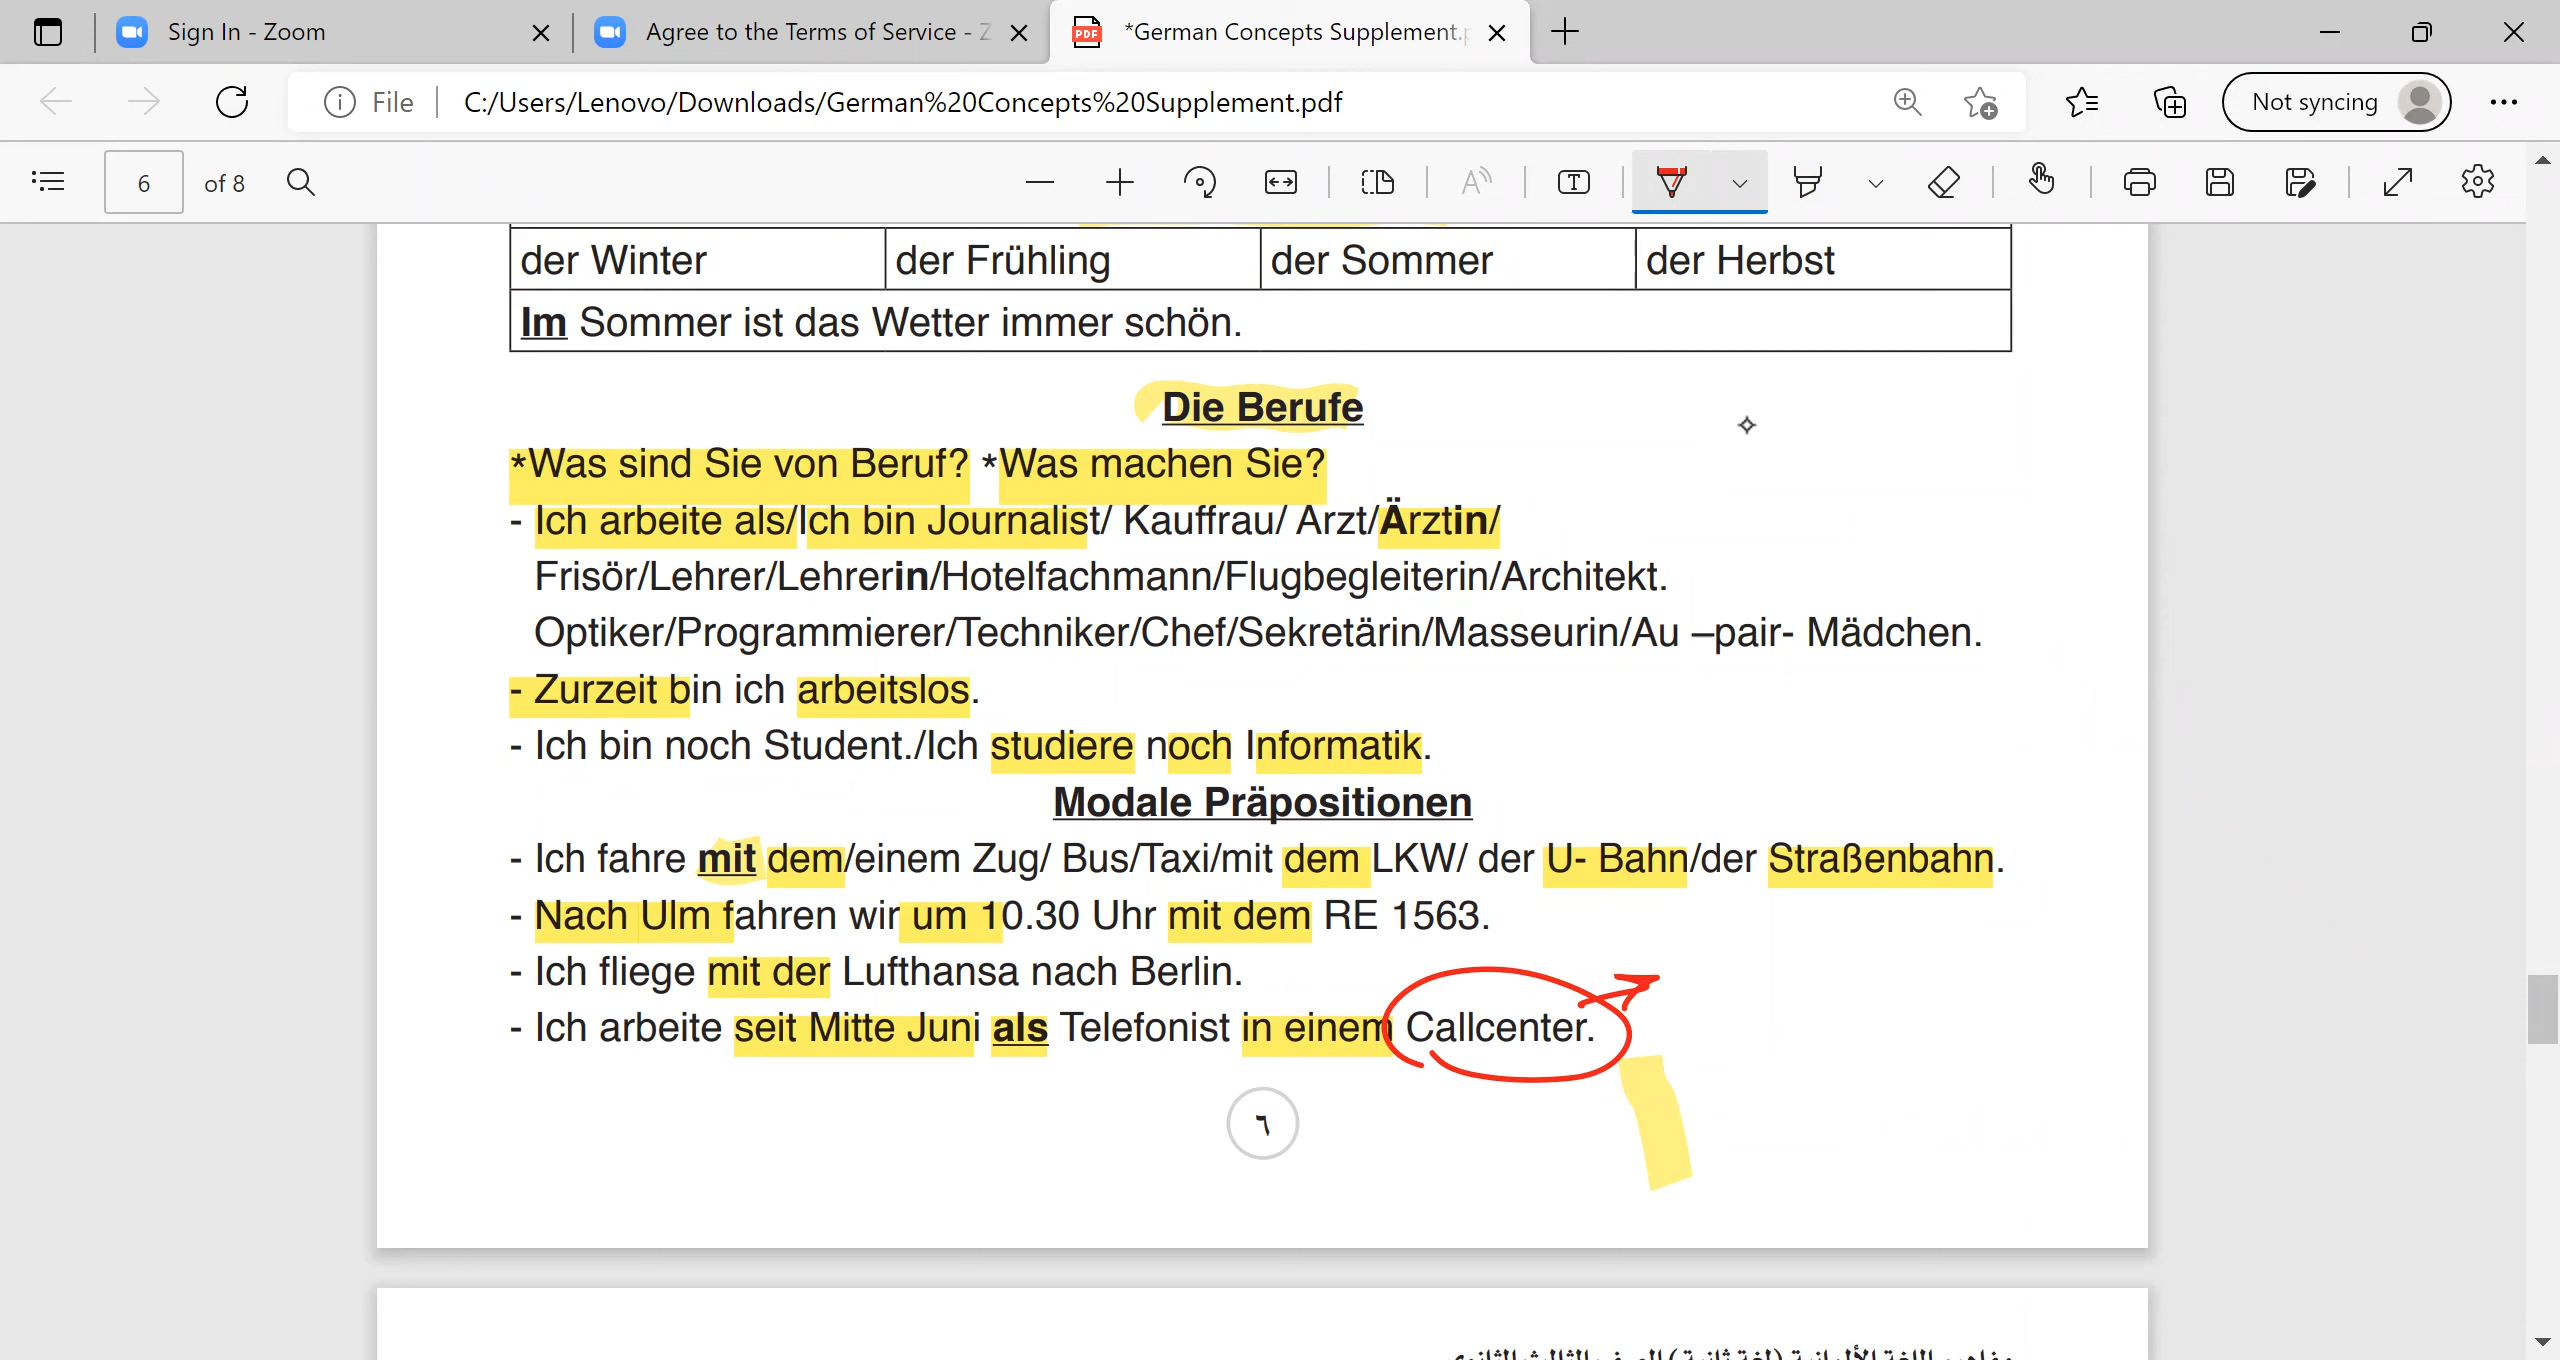 Sign In - Zoom
Agree to the Terms of Service - Z
PDF
*German Concepts Supplement.p
File
C:/Users/Lenovo/Downloads/German%20Concepts%20Supplement.pdf
Not syncing
6 of 8
der Winter der Frühling der Sommer der Herbst
Im Sommer ist das Wetter immer schön.
Die Berufe
*Was sind Sie von Beruf? *Was machen Sie?
- Ich arbeite als/Ich bin Journalist/ Kauffrau/ Arzt/Ärztin/
Frisör/Lehrer/Lehrerin/Hotelfachmann/Flugbegleiterin/Architekt.
Optiker/Programmierer/Techniker/Chef/Sekretärin/Masseurin/Au –pair- Mädchen.
- Zurzeit bin ich arbeitslos.
- Ich bin noch Student./Ich studiere noch Informatik.
Modale Präpositionen
- Ich fahre mit dem/einem Zug/ Bus/Taxi/mit dem LKW/ der U- Bahn/der Straßenbahn.
- Nach Ulm fahren wir um 10.30 Uhr mit dem RE 1563.
- Ich fliege mit der Lufthansa nach Berlin.
- Ich arbeite seit Mitte Juni als Telefonist in einem Callcenter.
٦